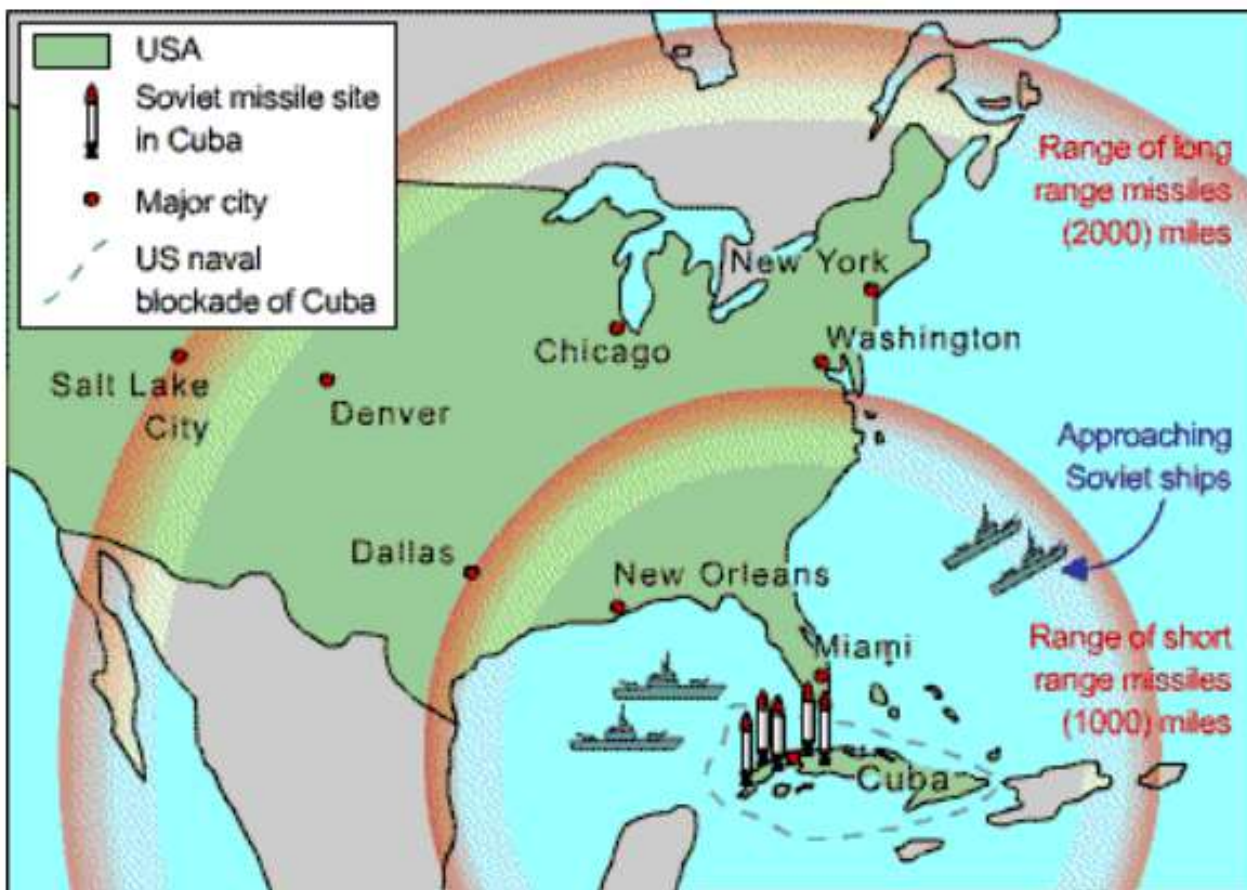 USA
Soviet missile site
in Cuba
Major city
US naval
blockade of Cuba
Range of long
range missiles
(2000) miles
New York
Chicago
Washington
Salt Lake
City
Denver
Approaching
Soviet ships
Dallas
New Orleans
Miami
Range of short
range missiles
(1000) miles
Cuba